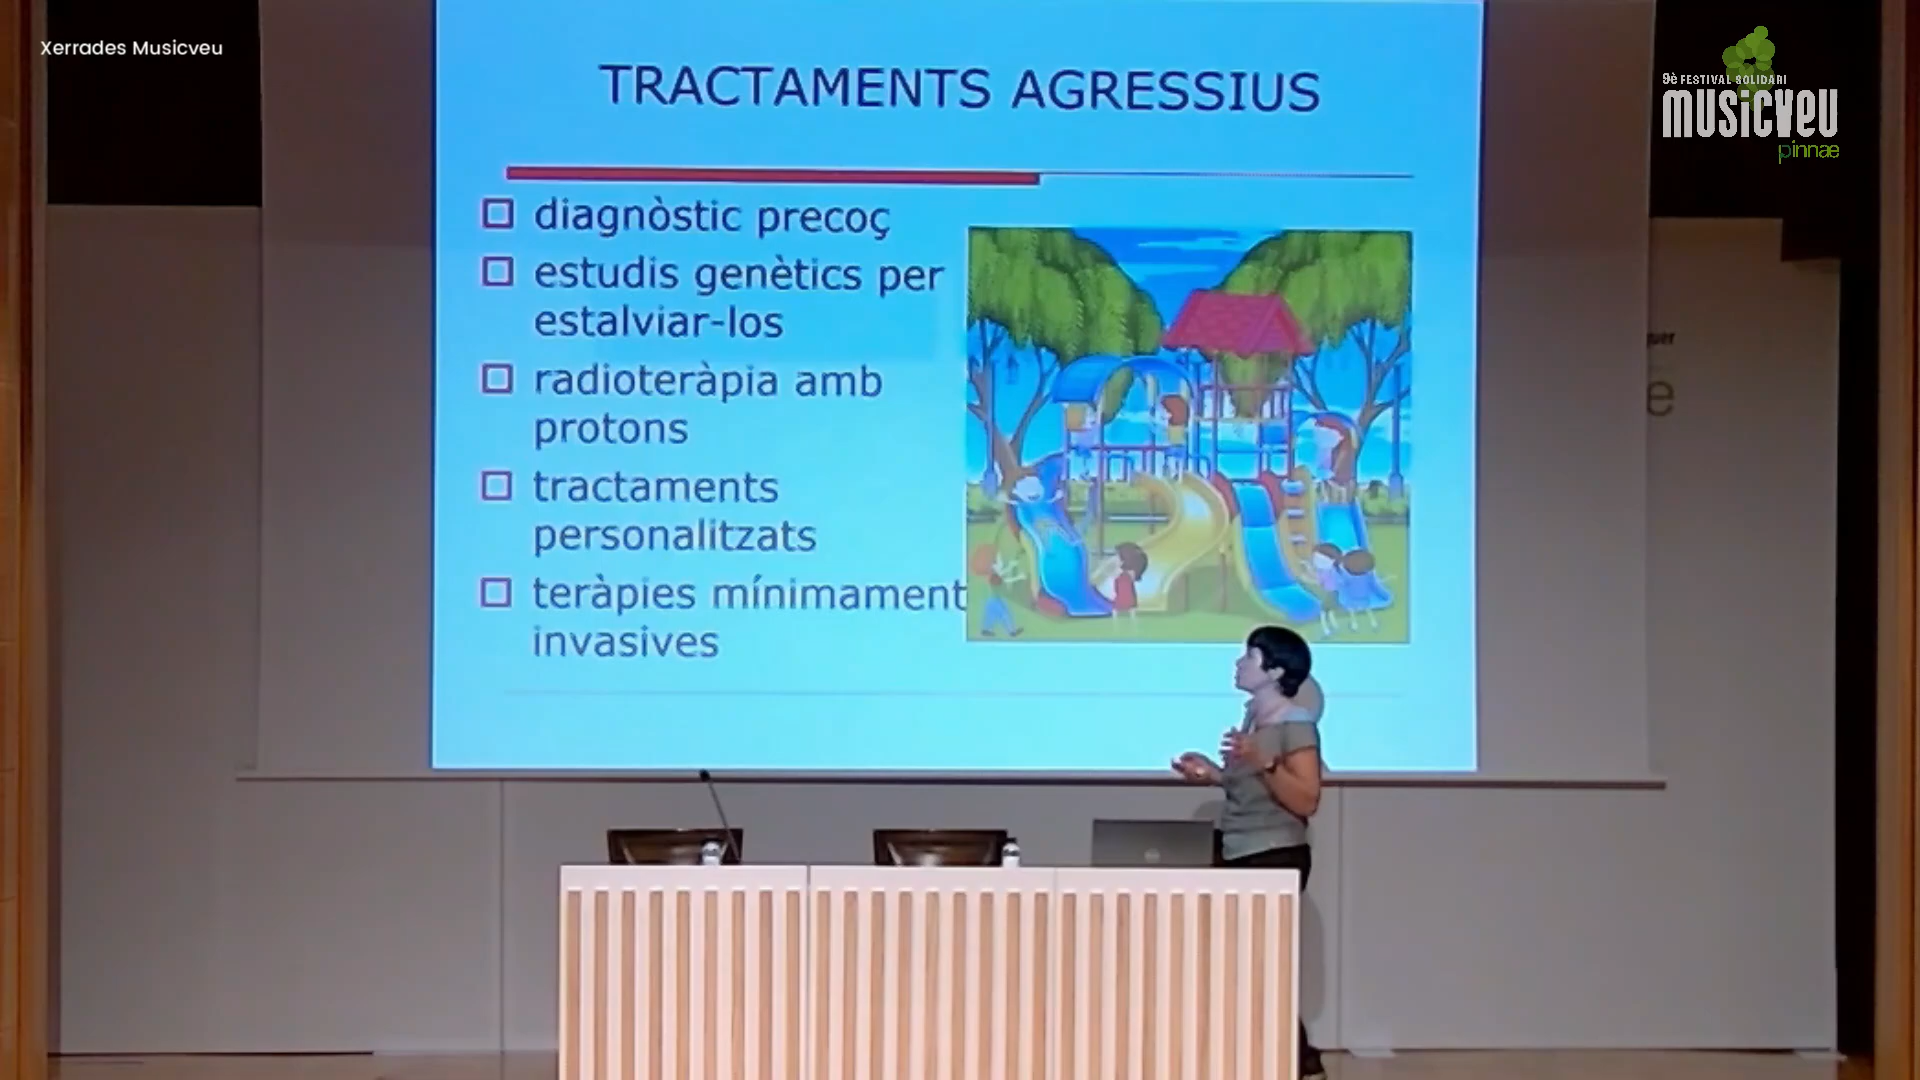 Xerrades Musicveu
9è FESTIVAL SOLIDARI
musicveu
pinnae
TRACTAMENTS AGRESSIUS
diagnòstic precoç
estudis genètics per
estalviar-los
radioteràpia amb
protons
tractaments
personalitzats
teràpies mínimament
invasives